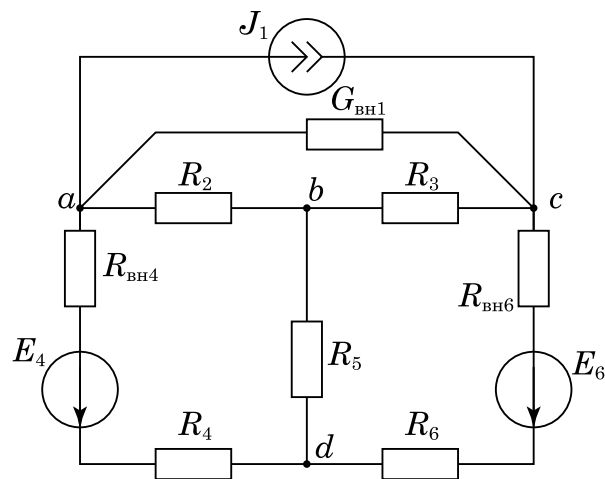 J₁
Gвн1
R₂ b R₃
a c
Rвн4 Rвн6
E₄ R₅ E₆
R₄ d R₆